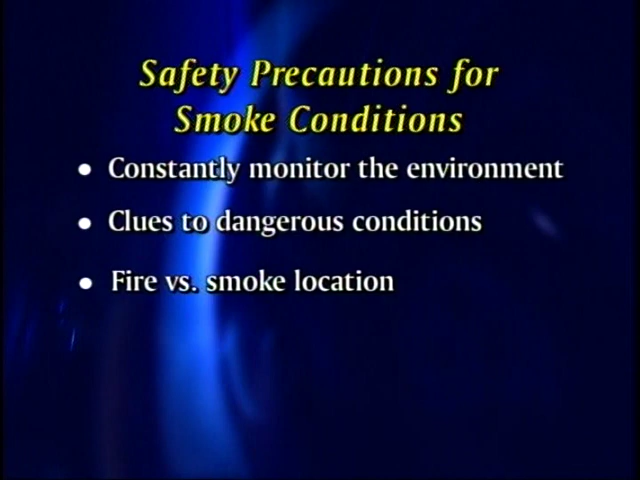 Safety Precautions for
Smoke Conditions
• Constantly monitor the environment
• Clues to dangerous conditions
• Fire vs. smoke location